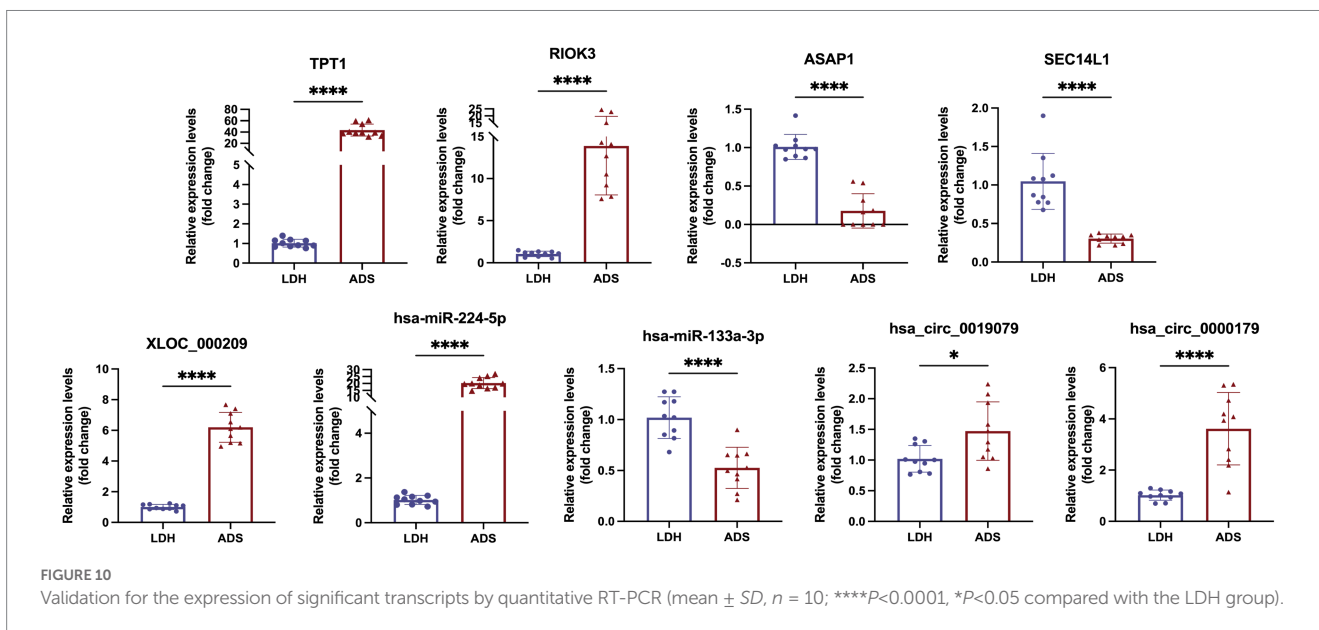 TPT1
****
Relative expression levels
(fold change)
80
60
40
20
5
4
3
2
1
0
LDH
ADS
RIOK3
****
Relative expression levels
(fold change)
25
20
15
15
10
5
0
LDH
ADS
ASAP1
****
Relative expression levels
(fold change)
1.5
1.0
0.5
0.0
-0.5
LDH
ADS
SEC14L1
****
Relative expression levels
(fold change)
2.0
1.5
1.0
0.5
0.0
LDH
ADS
XLOC_000209
****
Relative expression levels
(fold change)
10
8
6
4
2
0
LDH
ADS
hsa-miR-224-5p
****
Relative expression levels
(fold change)
30
25
20
15
10
4
2
0
LDH
ADS
hsa-miR-133a-3p
****
Relative expression levels
(fold change)
1.5
1.0
0.5
0.0
LDH
ADS
hsa_circ_0019079
*
Relative expression levels
(fold change)
2.5
2.0
1.5
1.0
0.5
0.0
LDH
ADS
hsa_circ_0000179
****
Relative expression levels
(fold change)
6
4
2
0
LDH
ADS
FIGURE 10
Validation for the expression of significant transcripts by quantitative RT-PCR (mean ± SD, n = 10; ****P<0.0001, *P<0.05 compared with the LDH group).